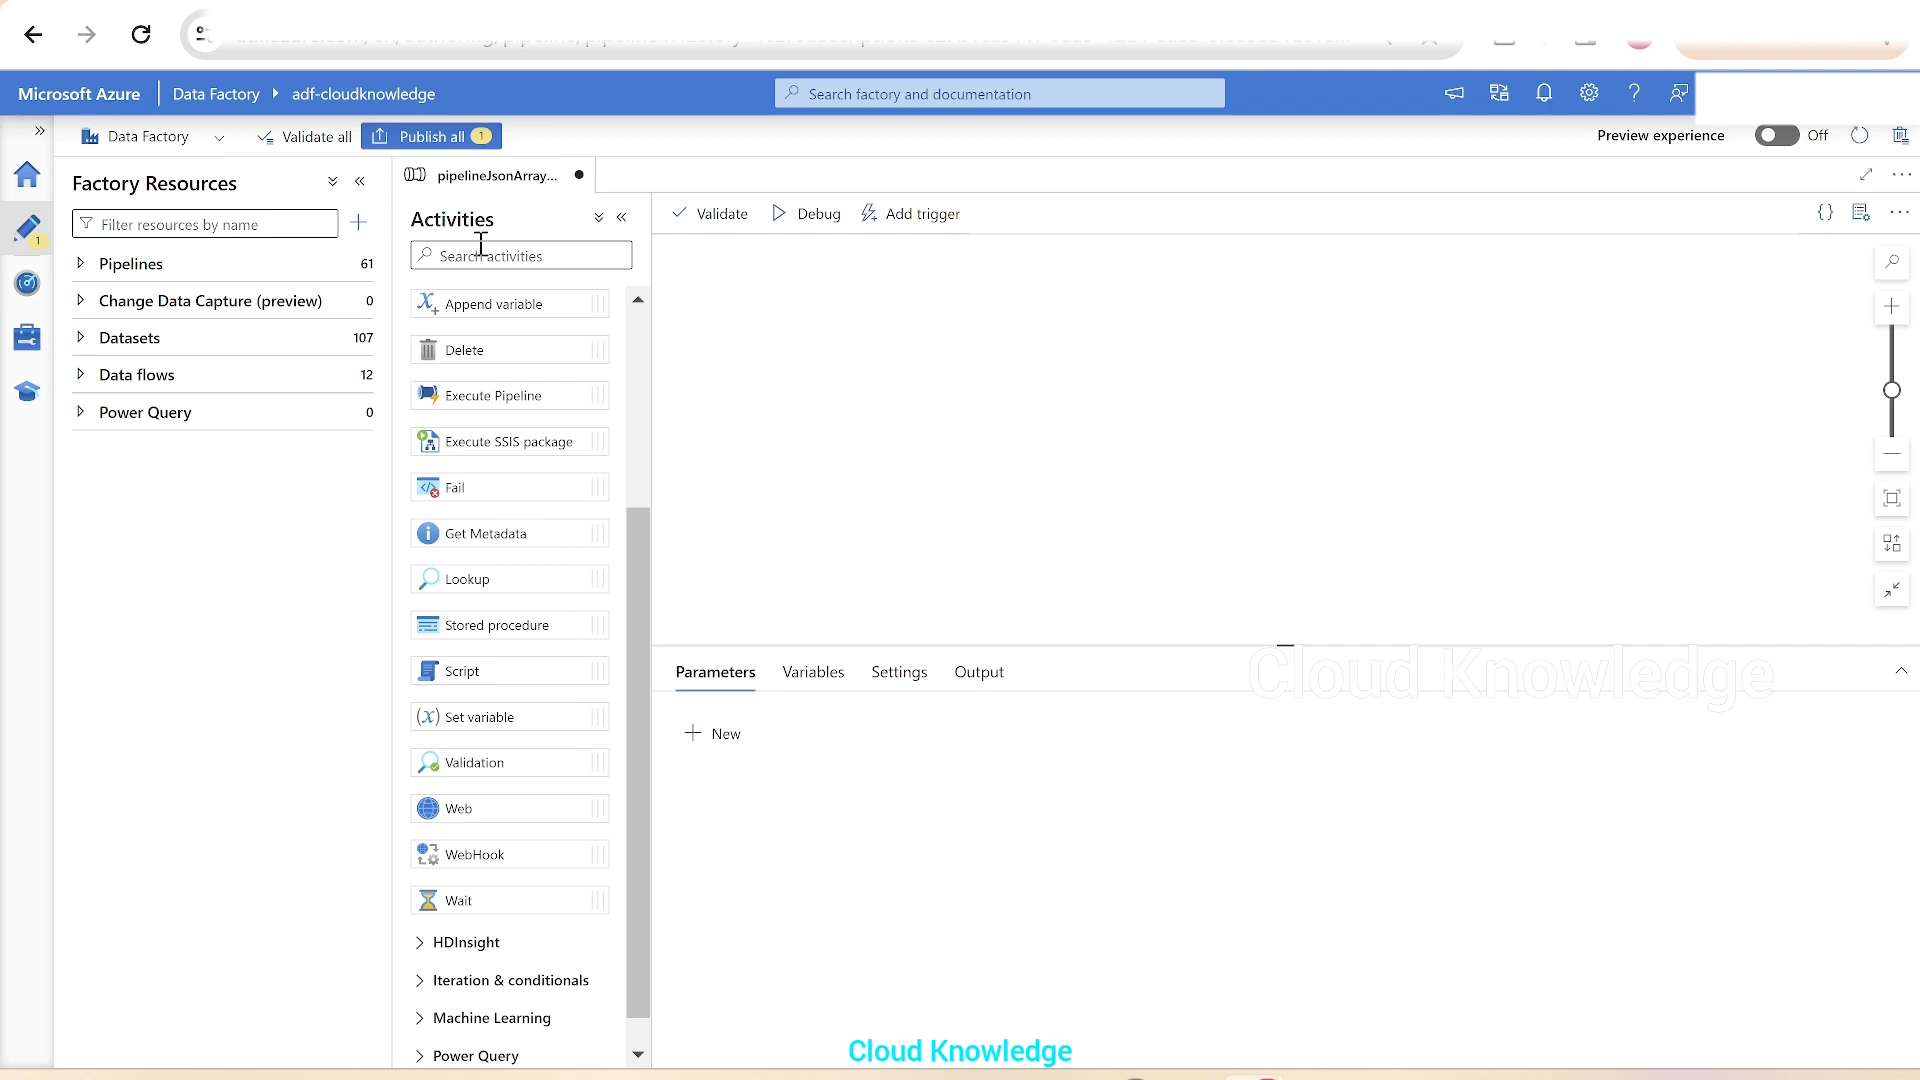 Microsoft Azure
Data Factory
adf-cloudknowledge
Search factory and documentation
Data Factory
Validate all
Publish all
1
Preview experience
Off
Factory Resources
pipelineJsonArray...
Filter resources by name
1
Activities
Validate
Debug
Add trigger
Search activities
Pipelines
61
Change Data Capture (preview)
0
Datasets
107
Data flows
12
Power Query
0
Append variable
Delete
Execute Pipeline
Execute SSIS package
Fail
Get Metadata
Lookup
Stored procedure
Script
(x) Set variable
Validation
Web
WebHook
Wait
HDInsight
Iteration & conditionals
Machine Learning
Power Query
Parameters
Variables
Settings
Output
Cloud Knowledge
New
Cloud Knowledge